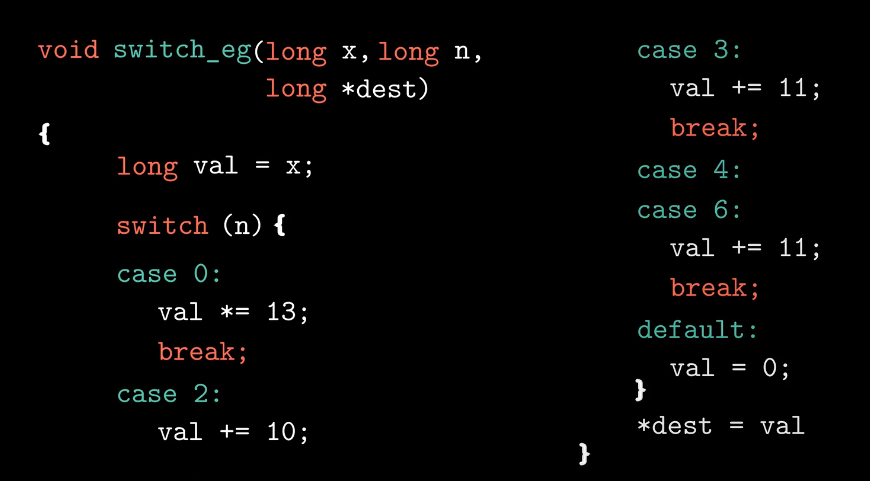 void switch_eg(long x, long n,
long *dest)
{
long val = x;
switch (n) {
case 0:
val *= 13;
break;
case 2:
val += 10;
case 3:
val += 11;
break;
case 4:
case 6:
val += 11;
break;
default:
val = 0;
}
*dest = val
}